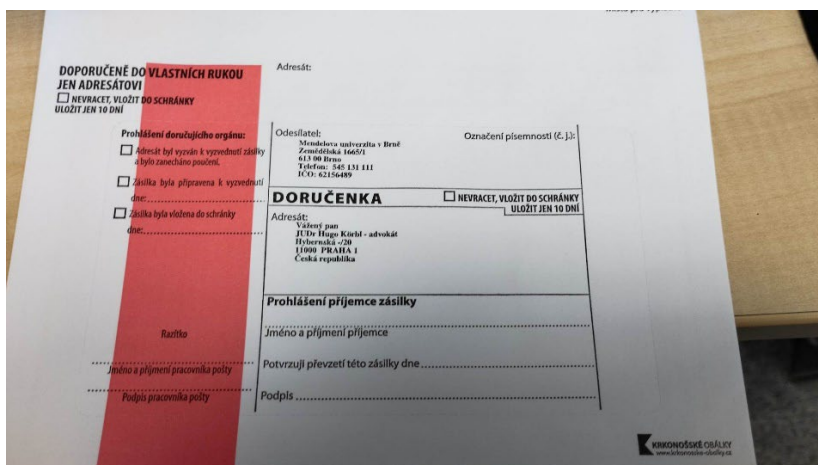 DOPORUČENĚ DO VLASTNÍCH RUKOU
JEN ADRESÁTOVI
NEVRACET, VLOŽIT DO SCHRÁNKY
ULOŽIT JEN 10 DNÍ
Adresát:
Prohlášení doručujícího orgánu:
Adresát byl vyzván k vyzvednutí zásilky
a bylo zanecháno poučení.
Zásilka byla připravena k vyzvednutí
dne:
Zásilka byla vložena do schránky
dne:
Razítko
Jméno a příjmení pracovníka pošty
Podpis pracovníka pošty
Odesílatel:
Mendelova univerzita v Brně
Zemědělská 1665/1
613 00 Brno
Telefon: 545 131 111
IČO: 62156489
Označení písemnosti (č. j.):
DORUČENKA
NEVRACET, VLOŽIT DO SCHRÁNKY
ULOŽIT JEN 10 DNÍ
Adresát:
Vážený pan
JUDr Hugo Körbl - advokát
Hybernská -/20
11000 PRAHA 1
Česká republika
Prohlášení příjemce zásilky
Jméno a příjmení příjemce
Potvrzuji převzetí této zásilky dne
Podpis
KRKONOŠSKÉ OBÁLKY
www.krkonosske-obalky.cz